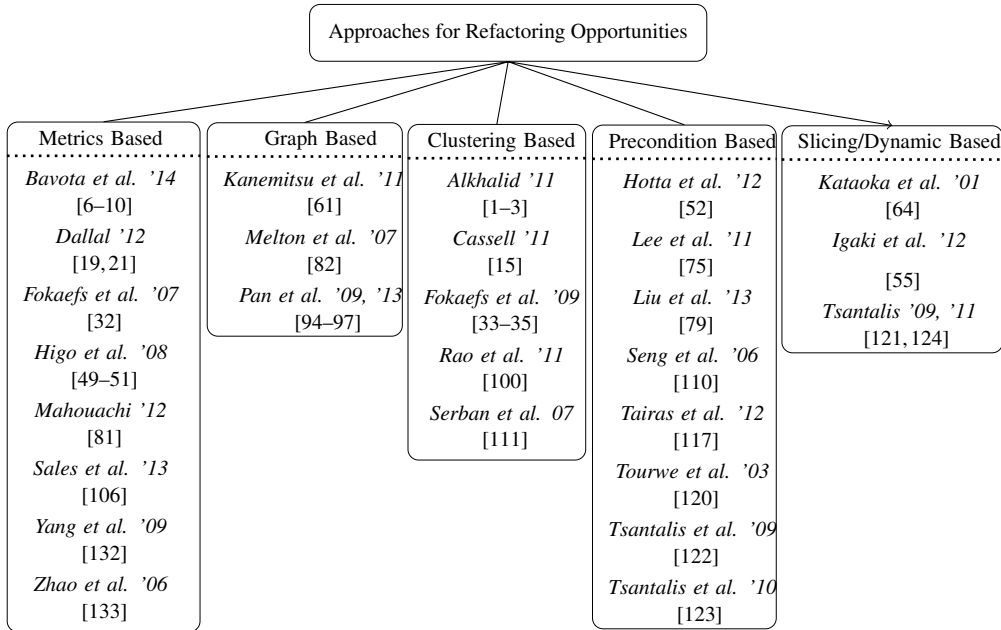 Approaches for Refactoring Opportunities
Metrics Based
Bavota et al. '14
[6–10]
Dallal '12
[19, 21]
Fokaefs et al. '07
[32]
Higo et al. '08
[49–51]
Mahouachi '12
[81]
Sales et al. '13
[106]
Yang et al. '09
[132]
Zhao et al. '06
[133]
Graph Based
Kanemitsu et al. '11
[61]
Melton et al. '07
[82]
Pan et al. '09, '13
[94–97]
Clustering Based
Alkhalid '11
[1–3]
Cassell '11
[15]
Fokaefs et al. '09
[33–35]
Rao et al. '11
[100]
Serban et al. 07
[111]
Precondition Based
Hotta et al. '12
[52]
Lee et al. '11
[75]
Liu et al. '13
[79]
Seng et al. '06
[110]
Tairas et al. '12
[117]
Tourwe et al. '03
[120]
Tsantalis et al. '09
[122]
Tsantalis et al. '10
[123]
Slicing/Dynamic Based
Kataoka et al. '01
[64]
Igaki et al. '12
[55]
Tsantalis '09, '11
[121, 124]